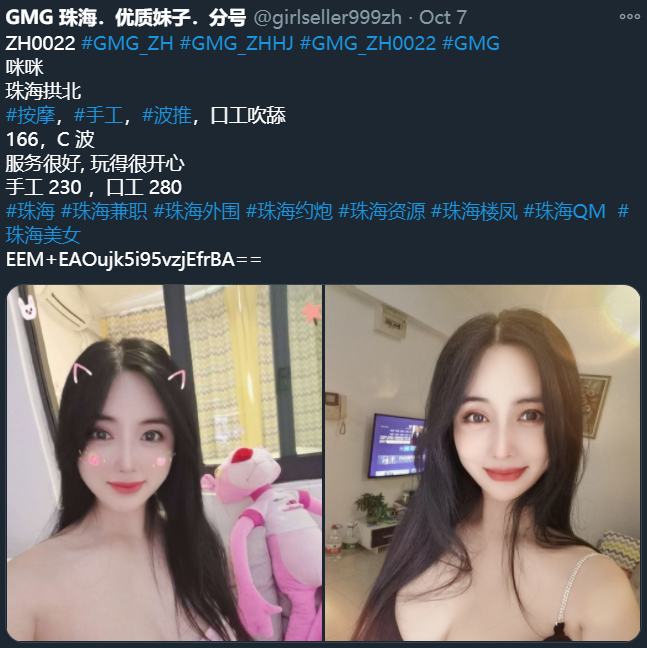 GMG 珠海．优质妹子．分号 @girlseller999zh · Oct 7
ZH0022 #GMG_ZH #GMG_ZHHJ #GMG_ZH0022 #GMG
咪咪
珠海拱北
#按摩，#手工，#波推，口工吹舔
166，C 波
服务很好, 玩得很开心
手工 230 ，口工 280
#珠海 #珠海兼职 #珠海外围 #珠海约炮 #珠海资源 #珠海楼凤 #珠海QM #
珠海美女
EEM+EAOujk5i95vzjEfrBA==